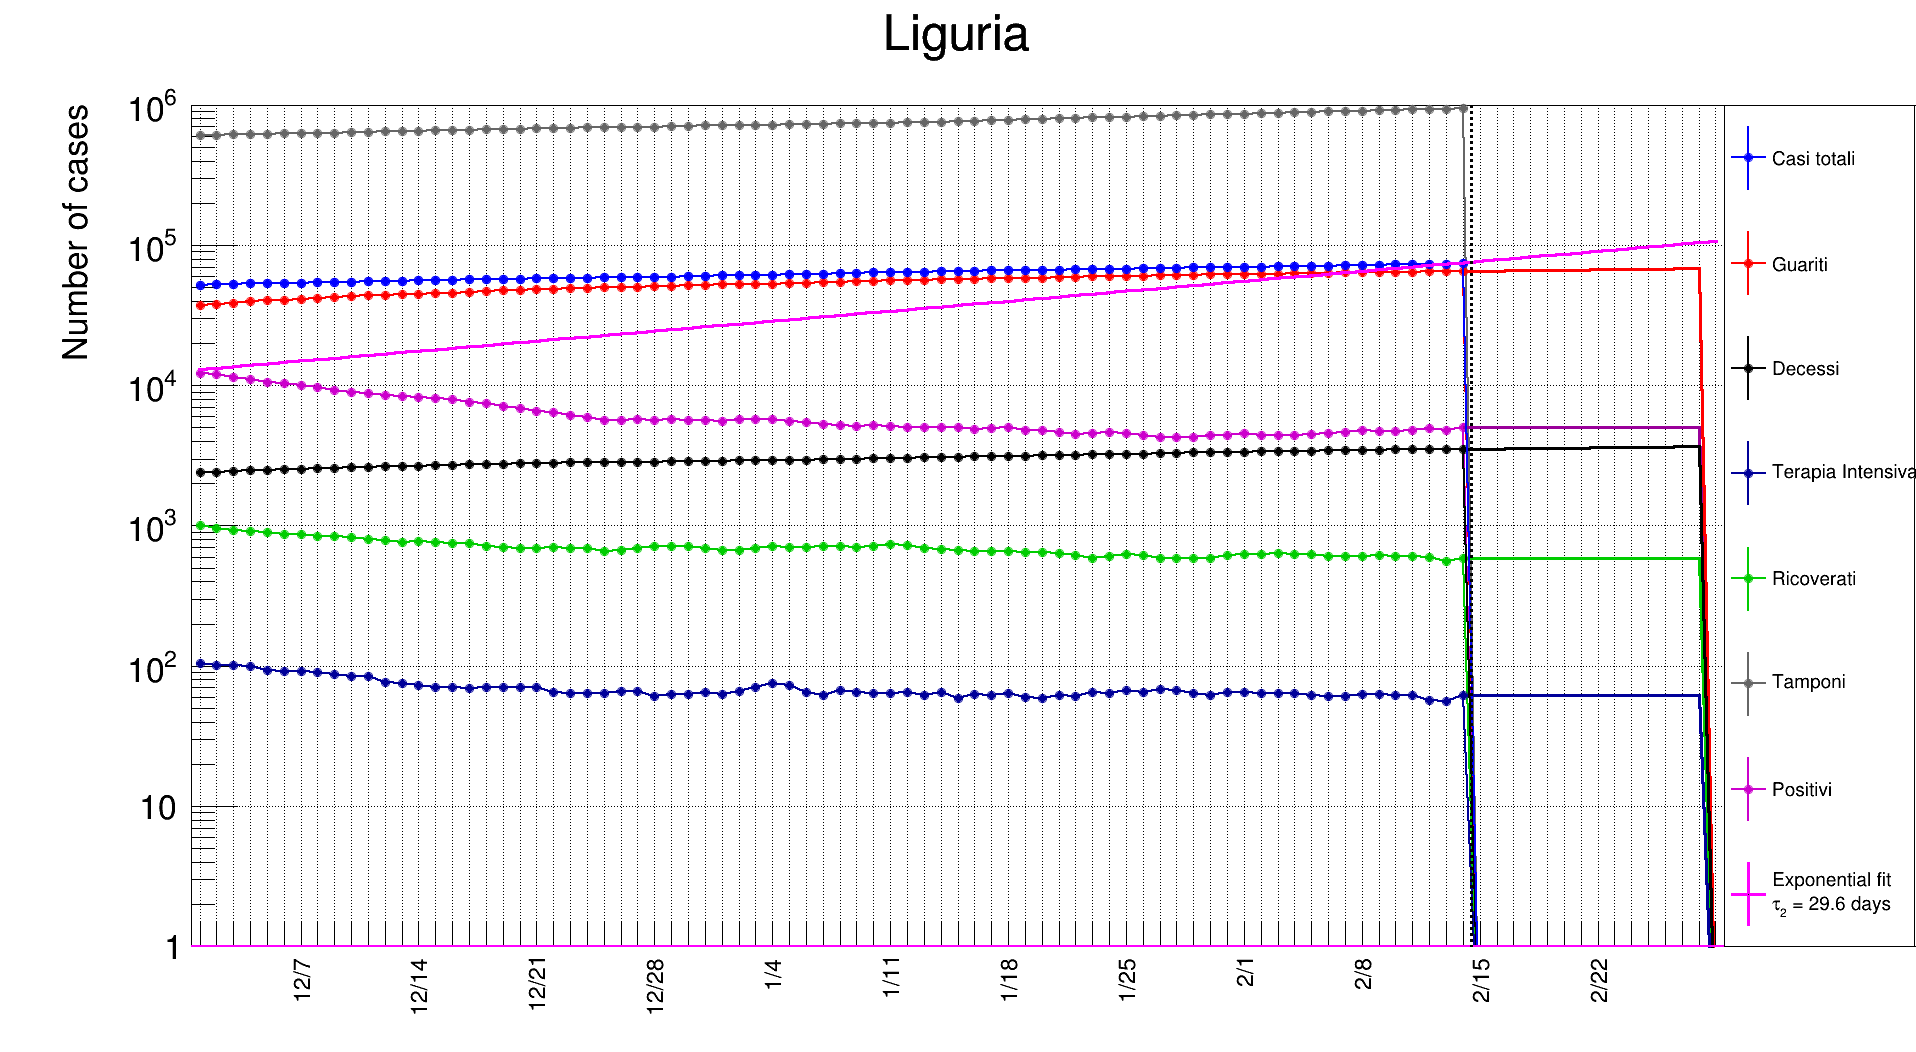 Liguria
Number of cases
10^6
10^5
10^4
10^3
10^2
10
1
12/7
12/14
12/21
12/28
1/4
1/11
1/18
1/25
2/1
2/8
2/15
2/22
Casi totali
Guariti
Decessi
Terapia Intensiva
Ricoverati
Tamponi
Positivi
Exponential fit
τ₂ = 29.6 days